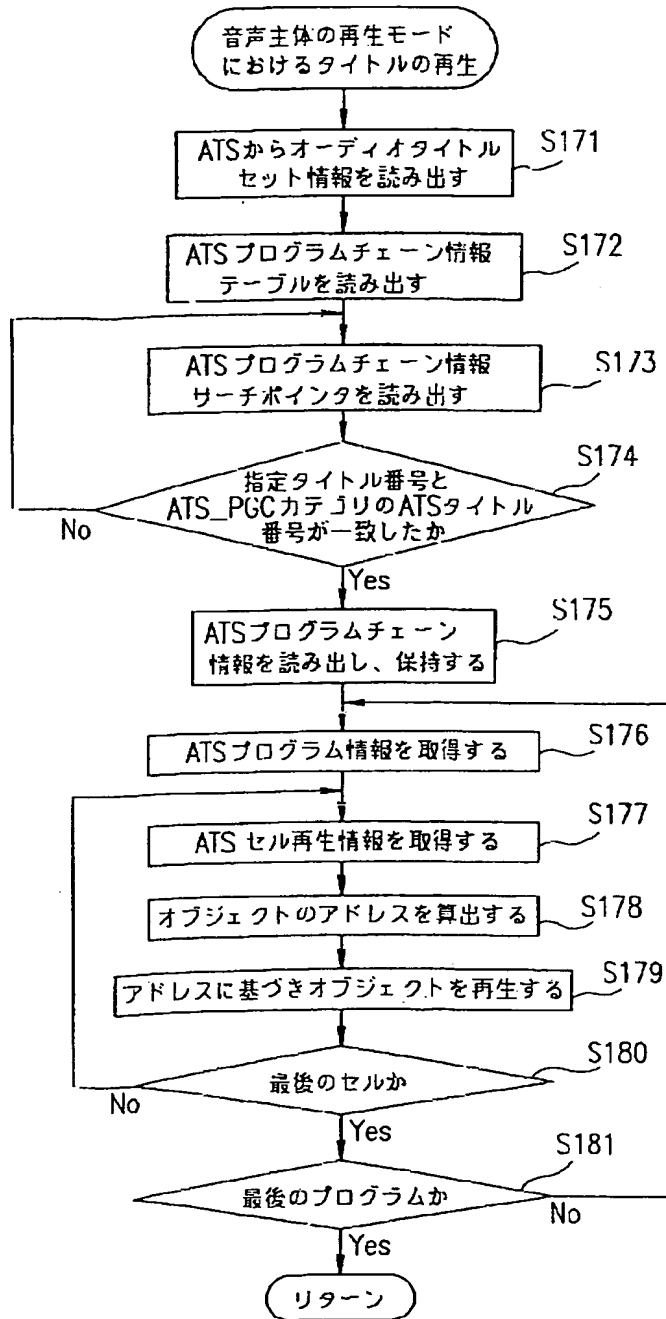 音声主体の再生モード
におけるタイトルの再生
ATSからオーディオタイトル
セット情報を読み出す
S171
ATSプログラムチェーン情報
テーブルを読み出す
S172
ATSプログラムチェーン情報
サーチポインタを読み出す
S173
指定タイトル番号と
ATS_PGCカテゴリのATSタイトル
番号が一致したか
S174
No
Yes
ATSプログラムチェーン
情報を読み出し、保持する
S175
ATSプログラム情報を取得する
S176
ATS セル再生情報を取得する
S177
オブジェクトのアドレスを算出する
S178
アドレスに基づきオブジェクトを再生する
S179
最後のセルか
S180
No
Yes
最後のプログラムか
S181
No
Yes
リターン